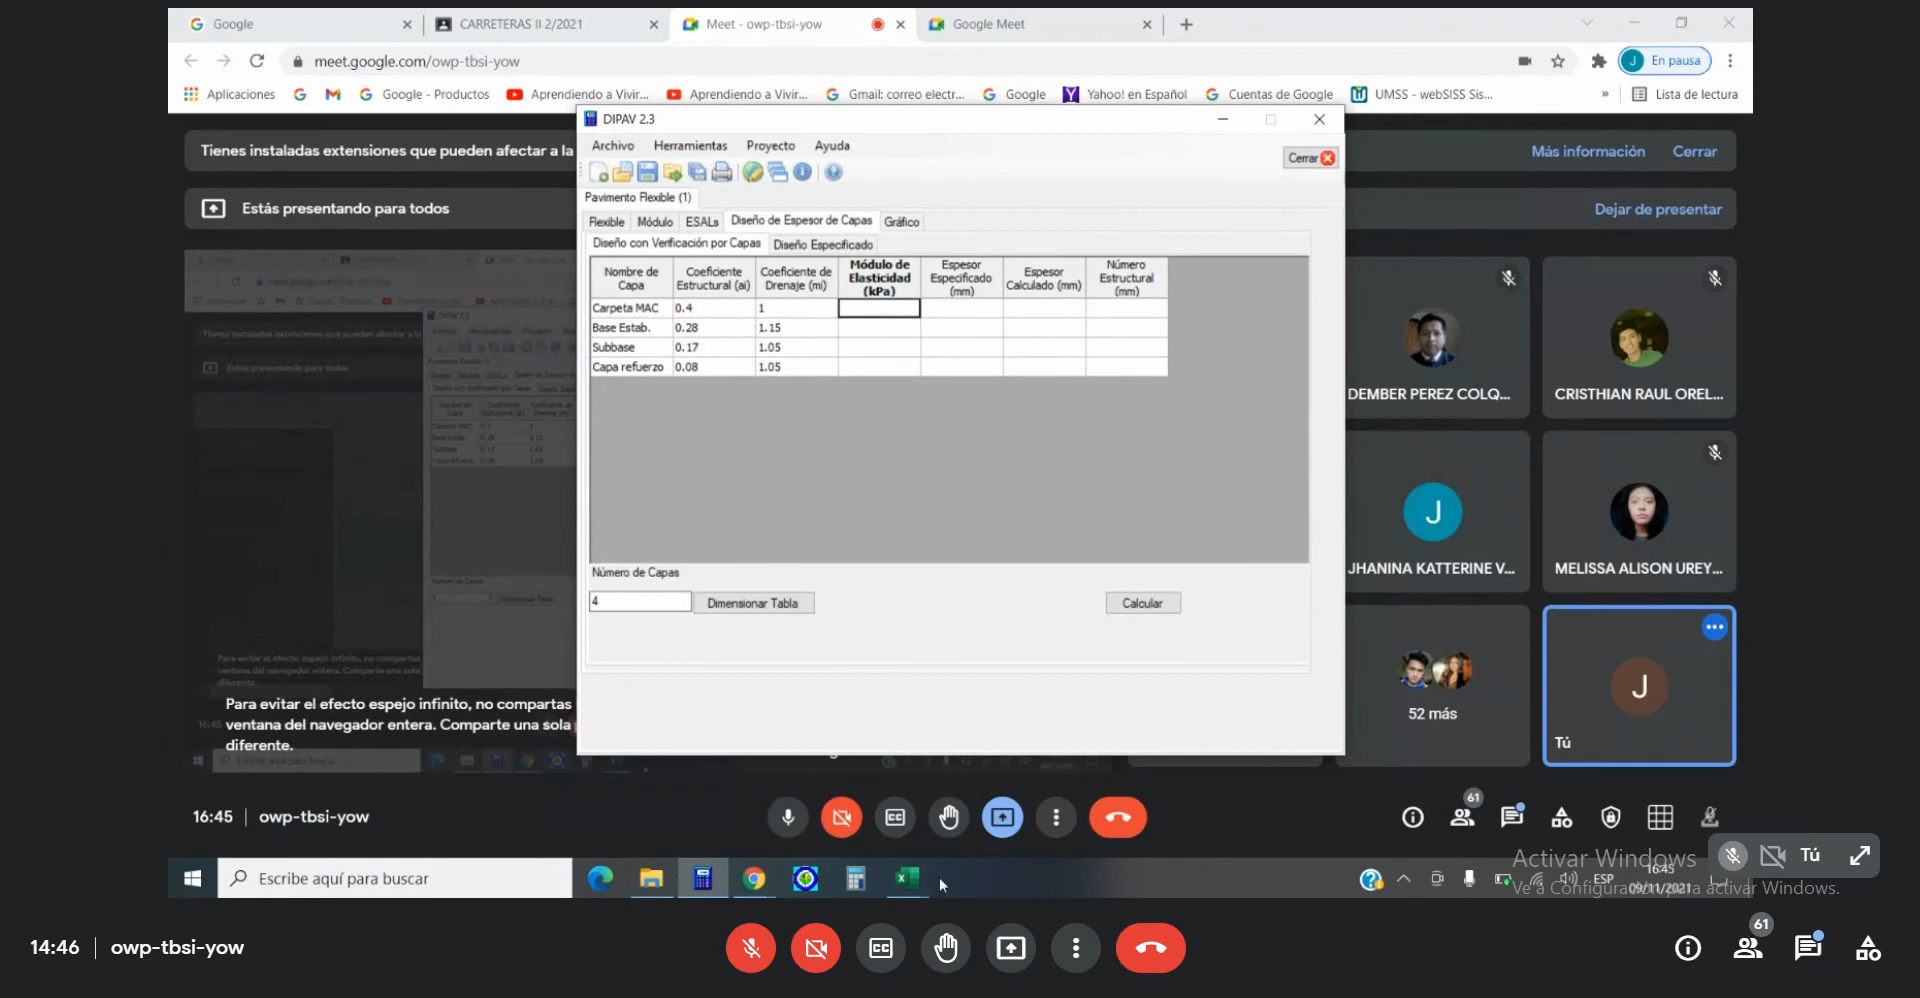 Google
CARRETERAS II 2/2021
Meet - owp-tbsi-yow
Google Meet
meet.google.com/owp-tbsi-yow
J
En pausa
Aplicaciones
Google - Productos
Aprendiendo a Vivir...
Aprendiendo a Vivir...
Gmail: correo electr...
Google
Yahoo! en Español
Cuentas de Google
UMSS - webSISS Sis...
»
Lista de lectura
Tienes instaladas extensiones que pueden afectar a la
Más información
Cerrar
Estás presentando para todos
Dejar de presentar
DIPAV 2.3
Archivo
Herramientas
Proyecto
Ayuda
Cerrar
Pavimento Flexible (1)
Flexible
Módulo
ESALs
Diseño de Espesor de Capas
Gráfico
Diseño con Verificación por Capas
Diseño Especificado
Nombre de Capa
Coeficiente Estructural (ai)
Coeficiente de Drenaje (mi)
Módulo de Elasticidad (kPa)
Espesor Especificado (mm)
Espesor Calculado (mm)
Número Estructural (mm)
Carpeta MAC 0.4 1
Base Estab. 0.28 1.15
Subbase 0.17 1.05
Capa refuerzo 0.08 1.05
Número de Capas
4
Dimensionar Tabla
Calcular
Para evitar el efecto espejo infinito, no compartas
ventana del navegador entera. Comparte una sola
diferente.
DEMBER PEREZ COLQ...
CRISTHIAN RAUL OREL...
J
JHANINA KATTERINE V...
MELISSA ALISON UREY...
52 más
J
Tú
16:45
owp-tbsi-yow
61
Escribe aquí para buscar
Activar Windows
Ve a Configuración para activar Windows.
Tú
16:45
ESP
09/11/2021
14:46
owp-tbsi-yow
61